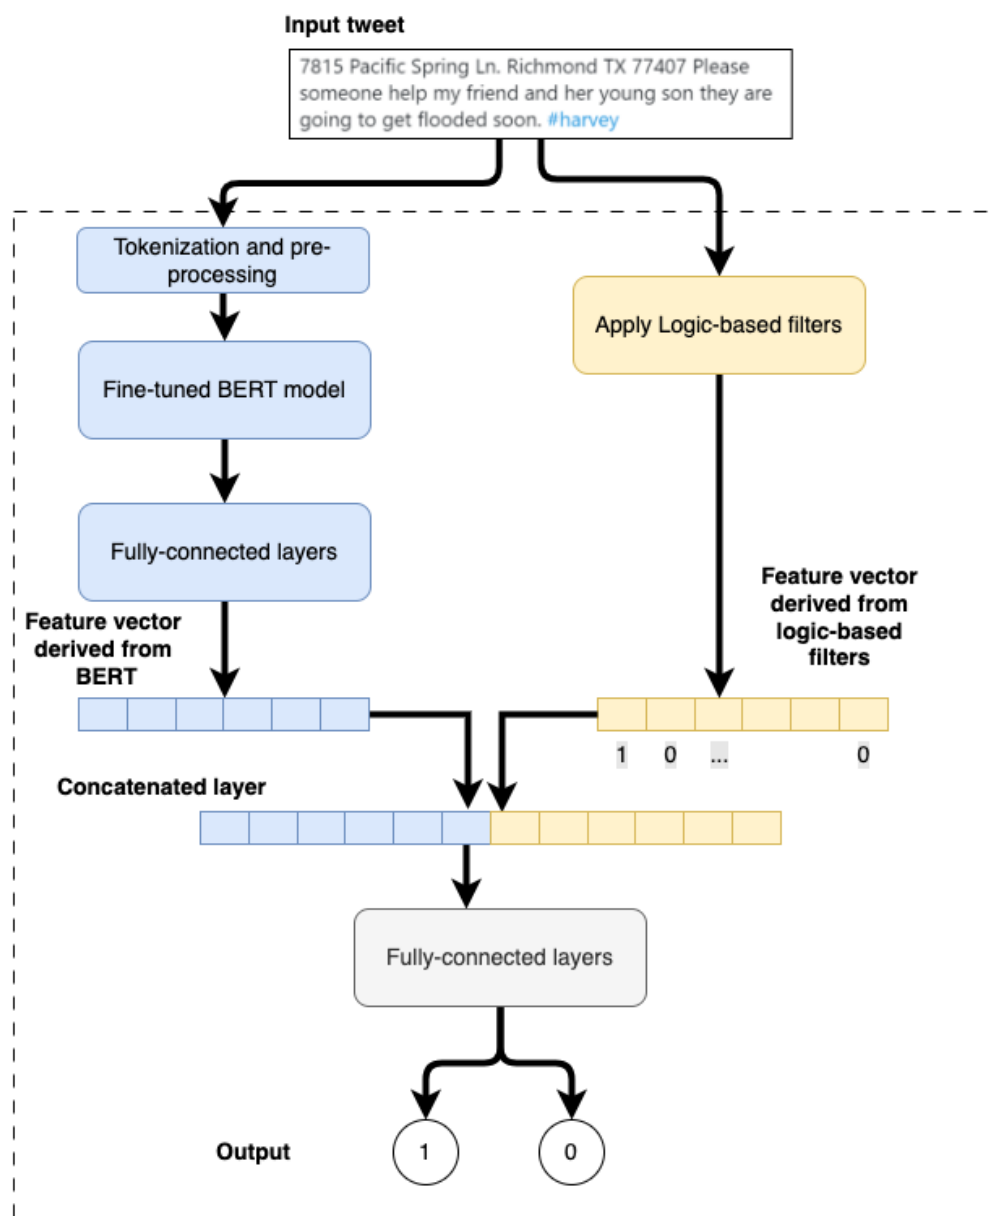 Input tweet
7815 Pacific Spring Ln. Richmond TX 77407 Please
someone help my friend and her young son they are
going to get flooded soon. #harvey
Tokenization and pre-
processing
Apply Logic-based filters
Fine-tuned BERT model
Fully-connected layers
Feature vector
derived from
BERT
Feature vector
derived from
logic-based
filters
1 0 ... 0
Concatenated layer
Fully-connected layers
Output
1
0